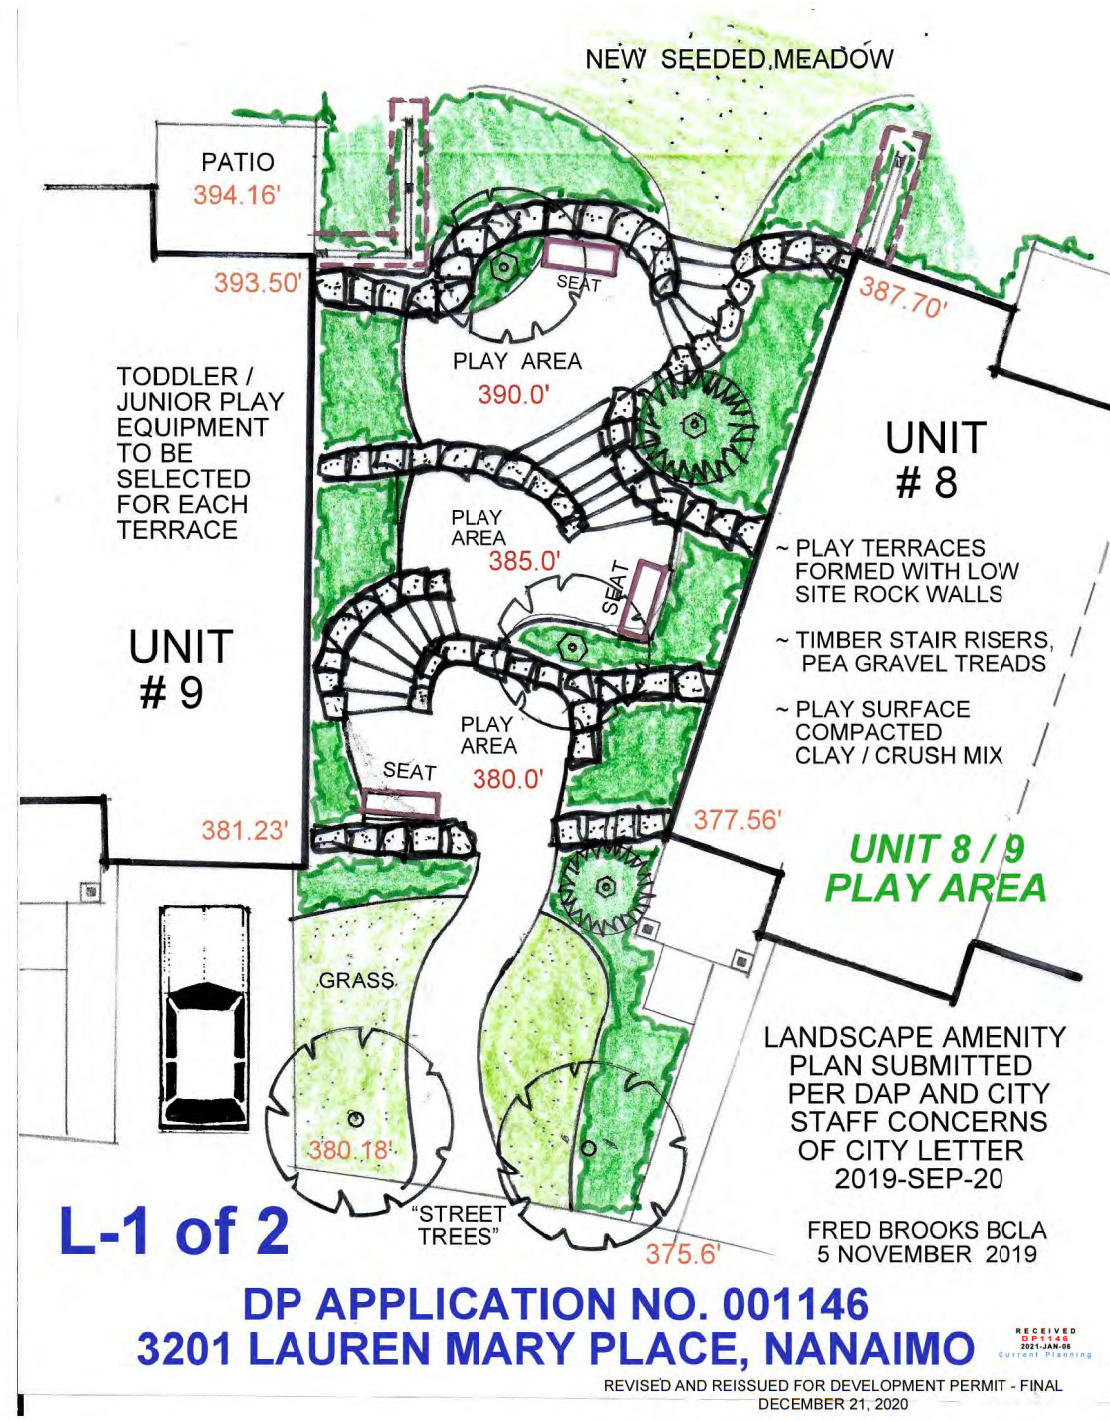 NEW SEEDED MEADOW
PATIO
394.16'
393.50'
SEAT
387.70'
PLAY AREA
390.0'
TODDLER /
JUNIOR PLAY
EQUIPMENT
TO BE
SELECTED
FOR EACH
TERRACE
UNIT
# 8
PLAY
AREA
385.0'
SEAT
~ PLAY TERRACES
FORMED WITH LOW
SITE ROCK WALLS
~ TIMBER STAIR RISERS,
PEA GRAVEL TREADS
~ PLAY SURFACE
COMPACTED
CLAY / CRUSH MIX
UNIT
# 9
PLAY
AREA
380.0'
SEAT
381.23'
377.56'
UNIT 8 / 9
PLAY AREA
GRASS
380.18'
"STREET
TREES"
375.6'
LANDSCAPE AMENITY
PLAN SUBMITTED
PER DAP AND CITY
STAFF CONCERNS
OF CITY LETTER
2019-SEP-20
FRED BROOKS BCLA
5 NOVEMBER 2019
L-1 of 2
DP APPLICATION NO. 001146
3201 LAUREN MARY PLACE, NANAIMO
RECEIVED
DP1146
2021-JAN-06
Current Planning
REVISED AND REISSUED FOR DEVELOPMENT PERMIT - FINAL
DECEMBER 21, 2020